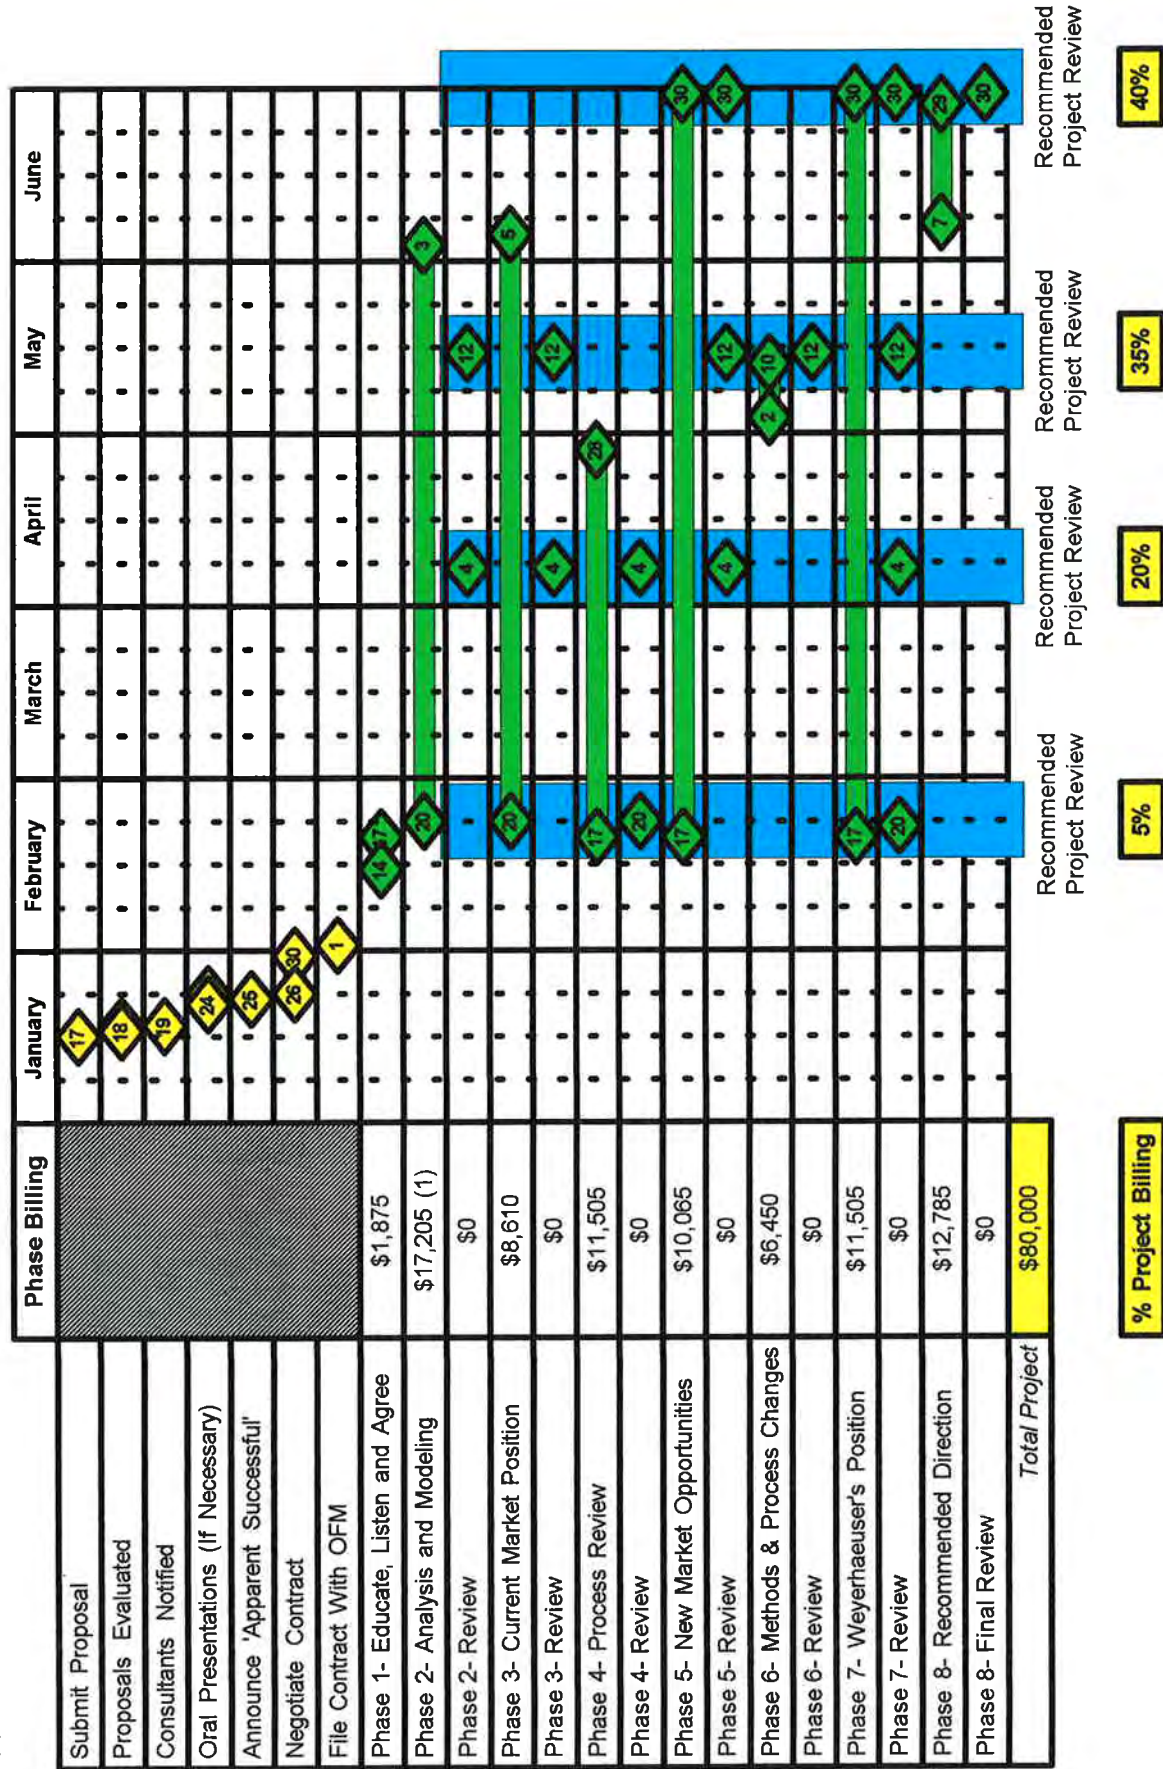 Phase Billing January February March April May June
Submit Proposal 17
Proposals Evaluated 18
Consultants Notified 19
Oral Presentations (If Necessary) 24
Announce 'Apparent Successful' 25
Negotiate Contract 26 30
File Contract With OFM 1
Phase 1- Educate, Listen and Agree $1,875 14 17
Phase 2- Analysis and Modeling $17,205 (1) 20 3
Phase 2- Review $0 4 12
Phase 3- Current Market Position $8,610 20 5
Phase 3- Review $0 4 12
Phase 4- Process Review $11,505 17 28
Phase 4- Review $0 20 4
Phase 5- New Market Opportunities $10,065 17 30
Phase 5- Review $0 4 12 30
Phase 6- Methods & Process Changes $6,450 2 10
Phase 6- Review $0 12
Phase 7- Weyerhaeuser's Position $11,505 17 30
Phase 7- Review $0 20 4 12 30
Phase 8- Recommended Direction $12,785 7 29
Phase 8- Final Review $0 30
Total Project $80,000
Recommended Recommended Recommended Recommended
Project Review Project Review Project Review Project Review
% Project Billing 5% 20% 35% 40%